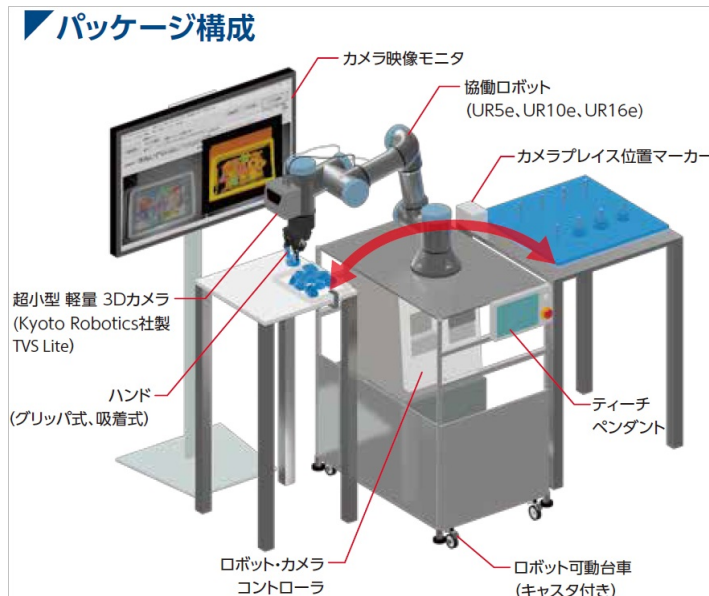 パッケージ構成
カメラ映像モニタ
協働ロボット
(UR5e、UR10e、UR16e)
カメラプレイス位置マーカー
超小型 軽量 3Dカメラ
(Kyoto Robotics社製
TVS Lite)
ハンド
(グリッパ式、吸着式)
ティーチ
ペンダント
ロボット・カメラ
コントローラ
ロボット可動台車
(キャスタ付き)